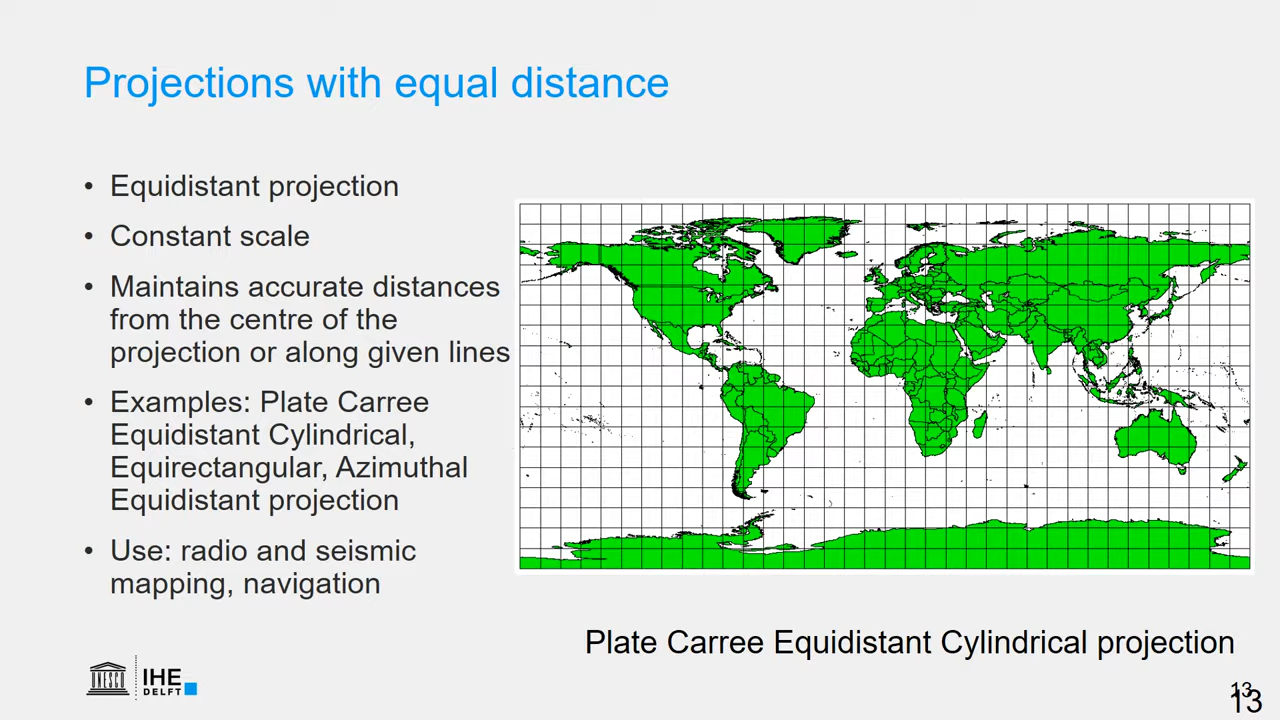 Projections with equal distance
• Equidistant projection
• Constant scale
• Maintains accurate distances
from the centre of the
projection or along given lines
• Examples: Plate Carree
Equidistant Cylindrical,
Equirectangular, Azimuthal
Equidistant projection
• Use: radio and seismic
mapping, navigation
Plate Carree Equidistant Cylindrical projection
UNESCO
IHE
DELFT
13
13